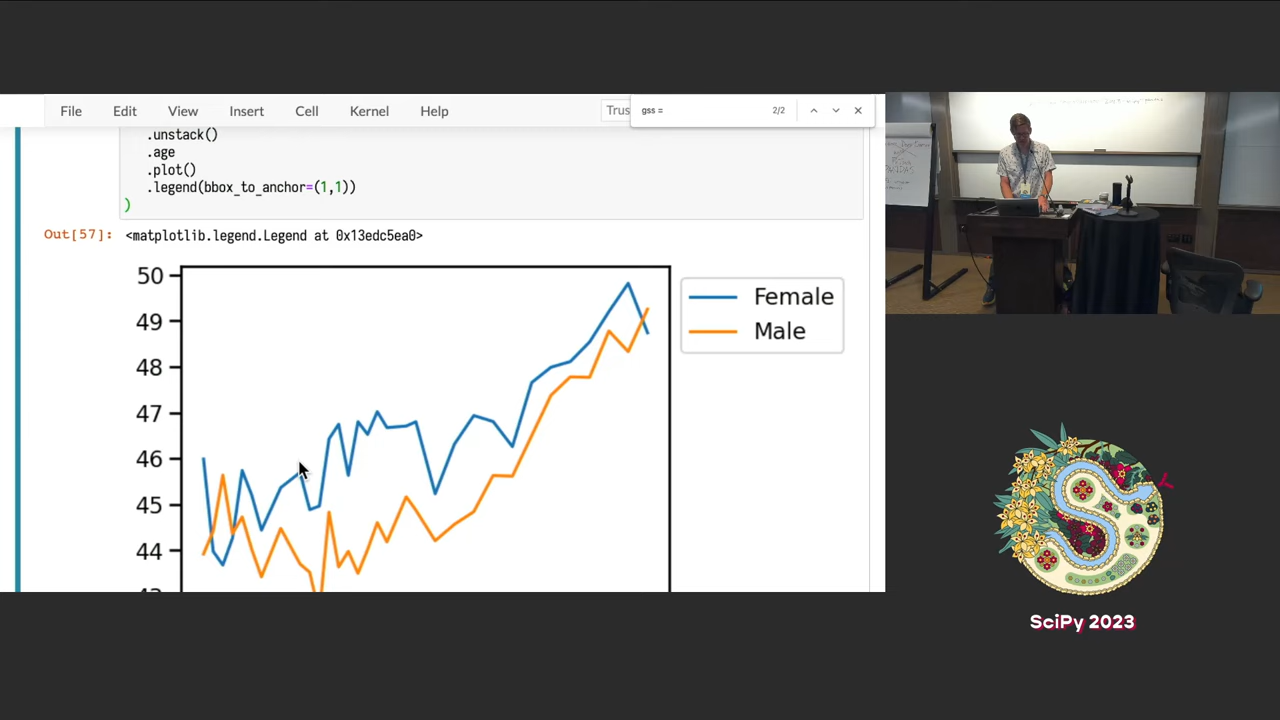 File Edit View Insert Cell Kernel Help Trus gss = 2/2
.unstack()
.age
.plot()
.legend(bbox_to_anchor=(1,1))
)
Out[57]: <matplotlib.legend.Legend at 0x13edc5ea0>
50
49
48
47
46
45
44
Female
Male
SciPy 2023